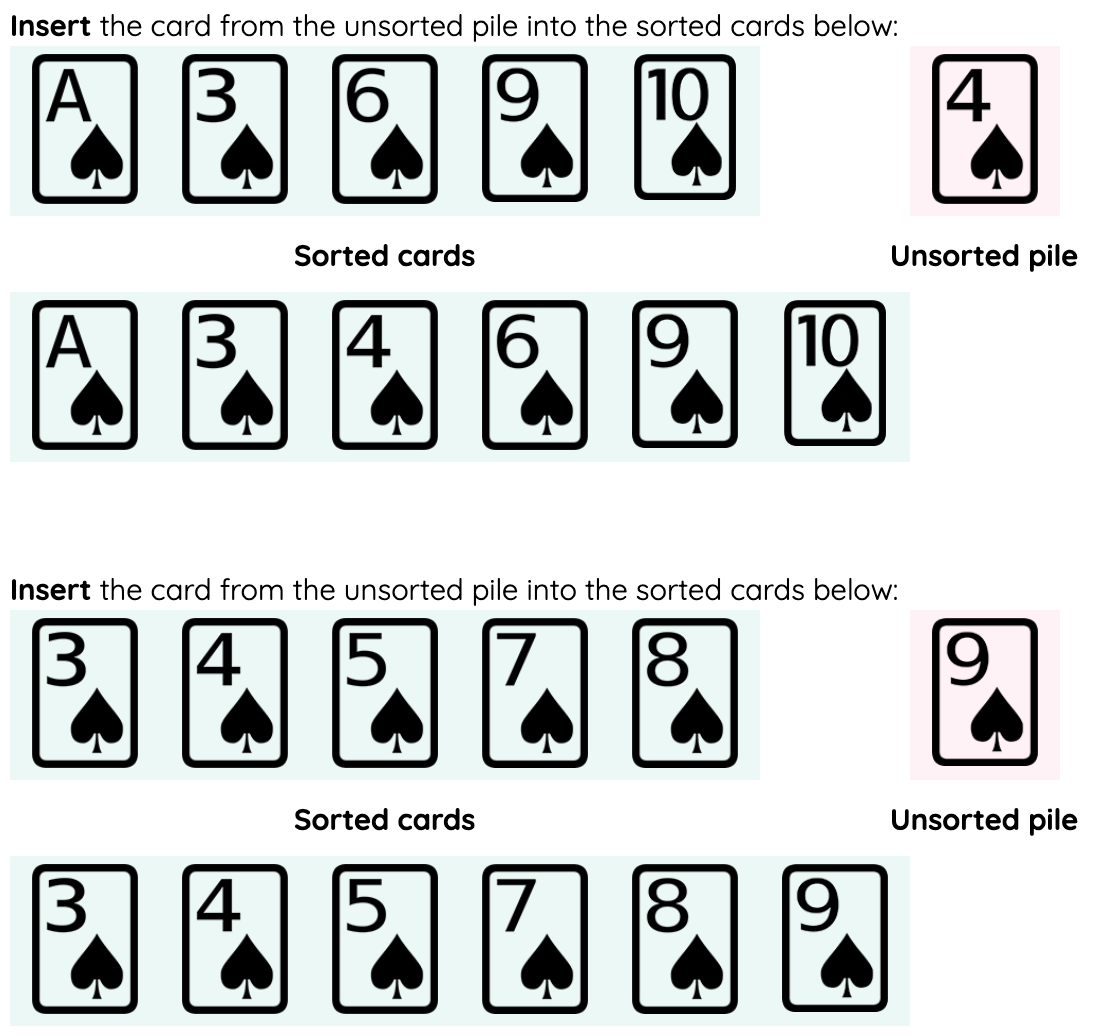 Insert the card from the unsorted pile into the sorted cards below:
A 3 6 9 10 4
Sorted cards Unsorted pile
A 3 4 6 9 10
Insert the card from the unsorted pile into the sorted cards below:
3 4 5 7 8 9
Sorted cards Unsorted pile
3 4 5 7 8 9